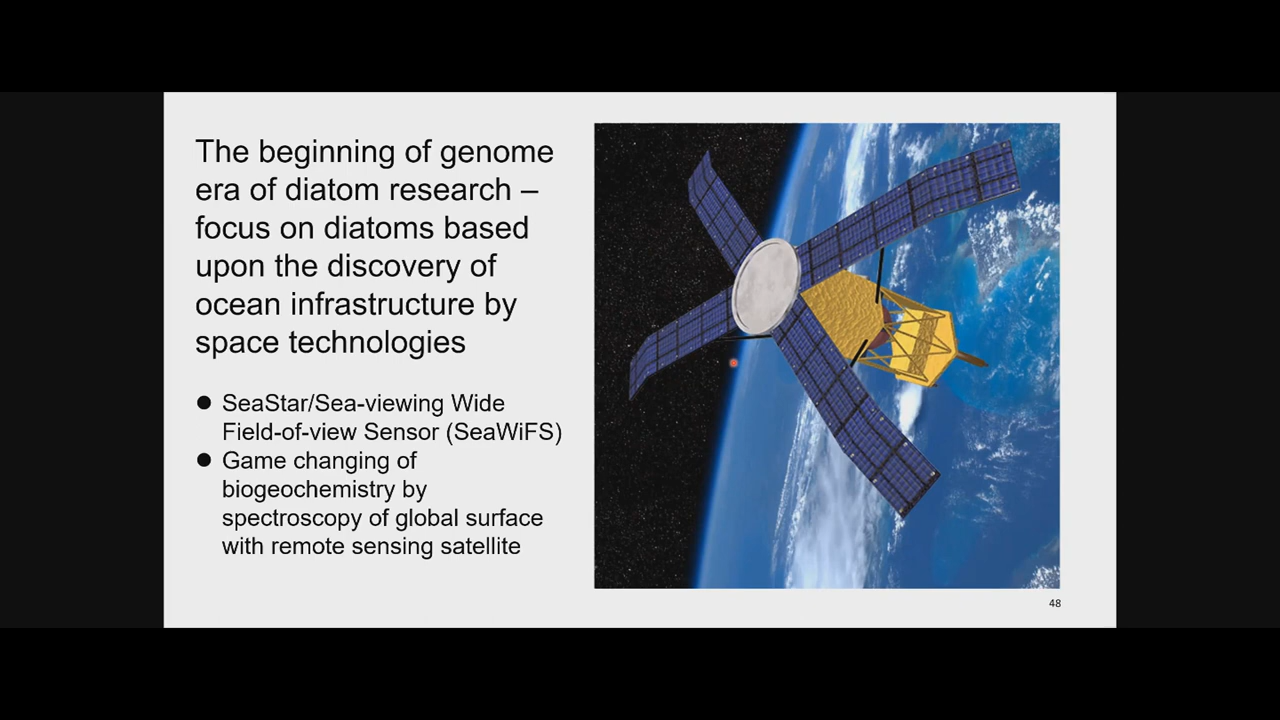 The beginning of genome
era of diatom research –
focus on diatoms based
upon the discovery of
ocean infrastructure by
space technologies
● SeaStar/Sea-viewing Wide
Field-of-view Sensor (SeaWiFS)
● Game changing of
biogeochemistry by
spectroscopy of global surface
with remote sensing satellite
48